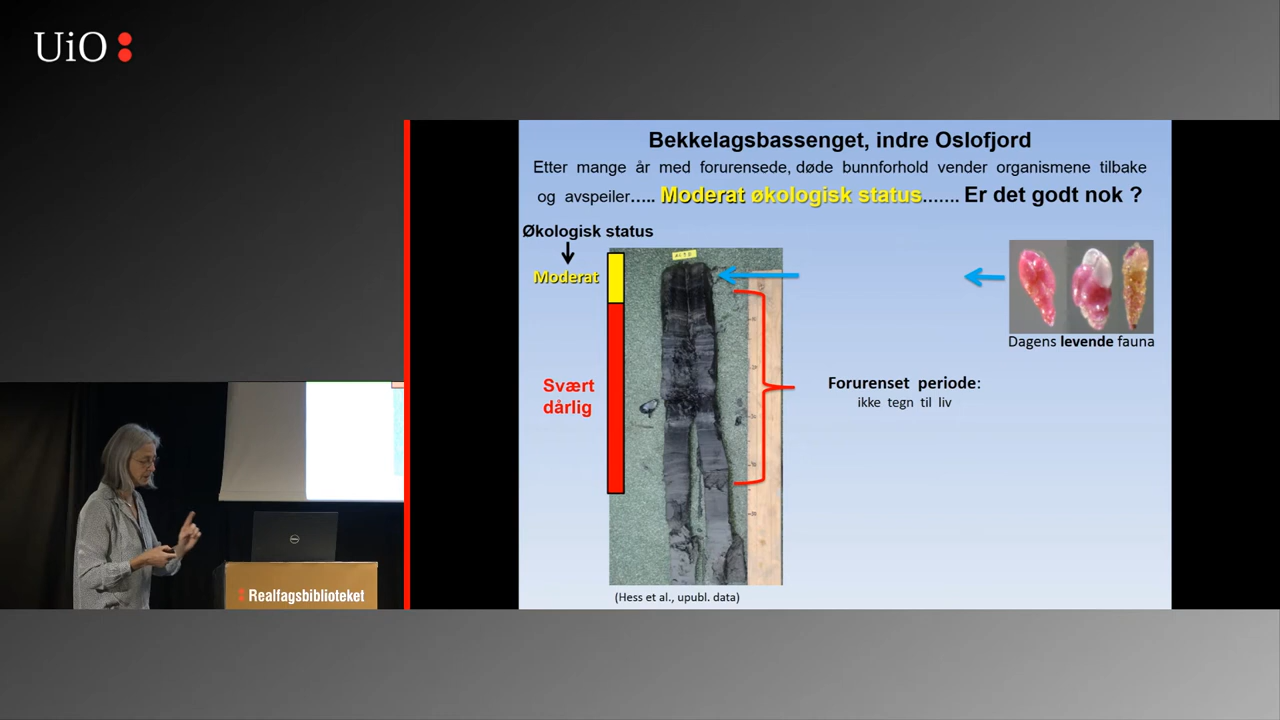 UiO
Bekkelagsbassenget, indre Oslofjord
Etter mange år med forurensede, døde bunnforhold vender organismene tilbake
og avspeiler..... Moderat økologisk status....... Er det godt nok ?
Økologisk status
Moderat
Dagens levende fauna
Svært
dårlig
Forurenset periode:
ikke tegn til liv
(Hess et al., upubl. data)
Realfagsbiblioteket